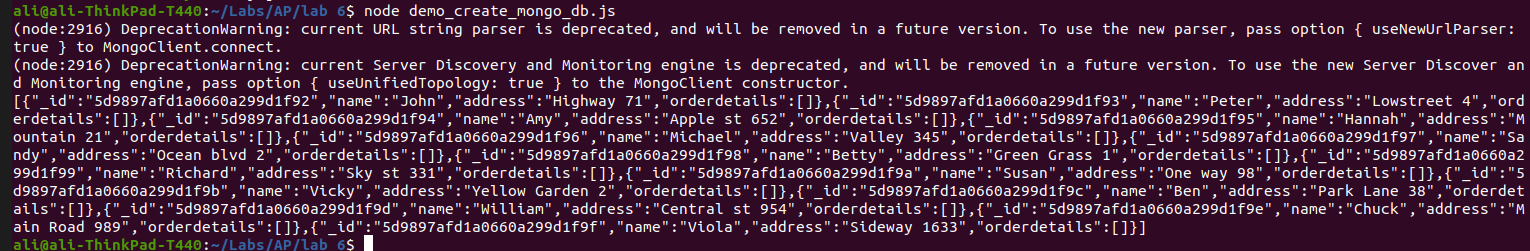 ali@ali-ThinkPad-T440:~/Labs/AP/lab 6$ node demo_create_mongo_db.js
(node:2916) DeprecationWarning: current URL string parser is deprecated, and will be removed in a future version. To use the new parser, pass option { useNewUrlParser:
true } to MongoClient.connect.
(node:2916) DeprecationWarning: current Server Discovery and Monitoring engine is deprecated, and will be removed in a future version. To use the new Server Discover an
d Monitoring engine, pass option { useUnifiedTopology: true } to the MongoClient constructor.
[{"_id":"5d9897afd1a0660a299d1f92","name":"John","address":"Highway 71","orderdetails":[]},{"_id":"5d9897afd1a0660a299d1f93","name":"Peter","address":"Lowstreet 4","ord
erdetails":[]},{"_id":"5d9897afd1a0660a299d1f94","name":"Amy","address":"Apple st 652","orderdetails":[]},{"_id":"5d9897afd1a0660a299d1f95","name":"Hannah","address":"M
ountain 21","orderdetails":[]},{"_id":"5d9897afd1a0660a299d1f96","name":"Michael","address":"Valley 345","orderdetails":[]},{"_id":"5d9897afd1a0660a299d1f97","name":"Sa
ndy","address":"Ocean blvd 2","orderdetails":[]},{"_id":"5d9897afd1a0660a299d1f98","name":"Betty","address":"Green Grass 1","orderdetails":[]},{"_id":"5d9897afd1a0660a2
99d1f99","name":"Richard","address":"Sky st 331","orderdetails":[]},{"_id":"5d9897afd1a0660a299d1f9a","name":"Susan","address":"One way 98","orderdetails":[]},{"_id":"5
d9897afd1a0660a299d1f9b","name":"Vicky","address":"Yellow Garden 2","orderdetails":[]},{"_id":"5d9897afd1a0660a299d1f9c","name":"Ben","address":"Park Lane 38","orderdet
ails":[]},{"_id":"5d9897afd1a0660a299d1f9d","name":"William","address":"Central st 954","orderdetails":[]},{"_id":"5d9897afd1a0660a299d1f9e","name":"Chuck","address":"M
ain Road 989","orderdetails":[]},{"_id":"5d9897afd1a0660a299d1f9f","name":"Viola","address":"Sideway 1633","orderdetails":[]}]
ali@ali-ThinkPad-T440:~/Labs/AP/lab 6$